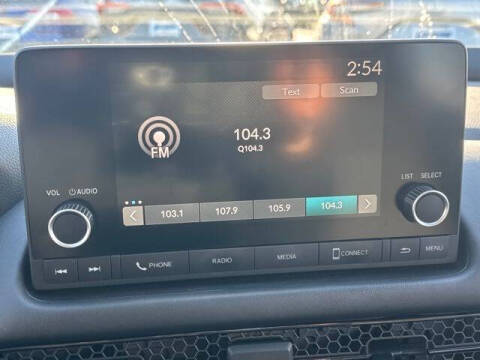 2:54
Text Scan
FM
104.3
Q104.3
VOL AUDIO
LIST SELECT
103.1 107.9 105.9 104.3
PHONE RADIO MEDIA CONNECT MENU